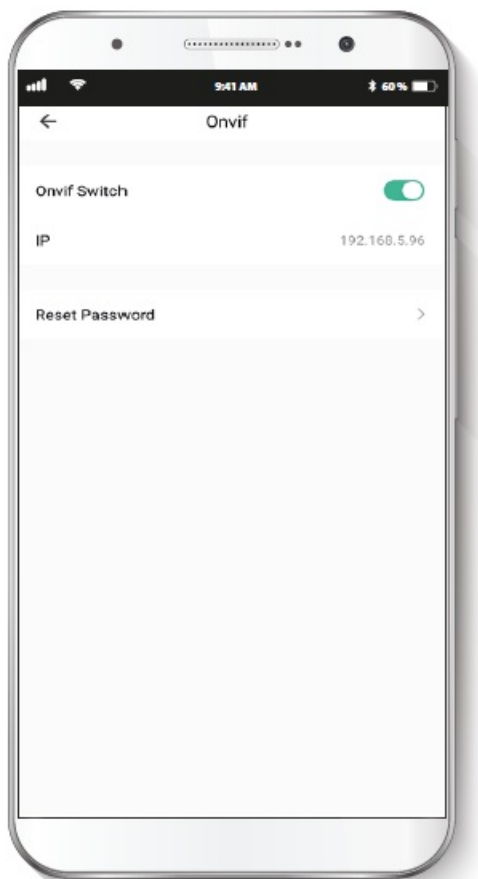 9:41 AM
60%
Onvif
Onvif Switch
IP
192.168.5.96
Reset Password